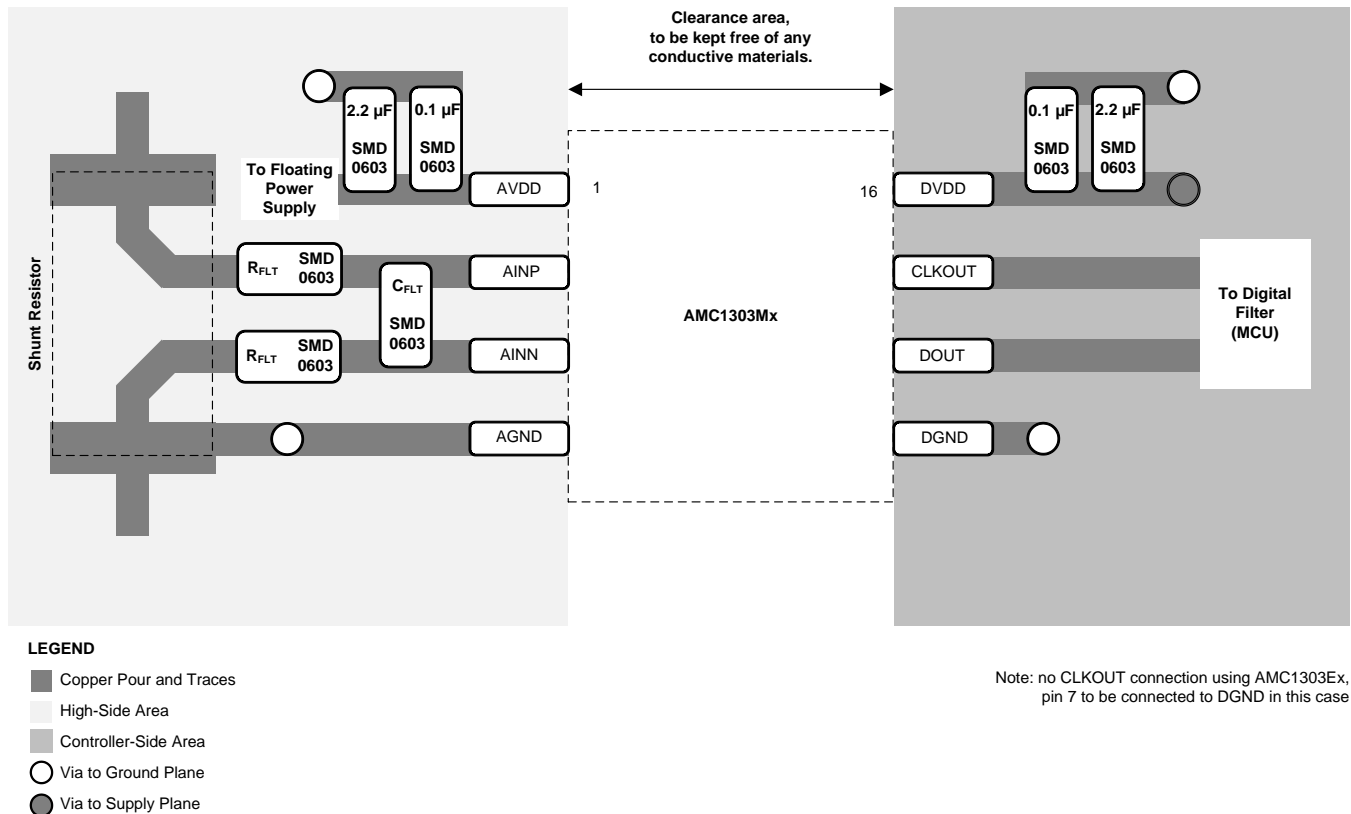 Clearance area,
to be kept free of any
conductive materials.
2.2 µF
SMD
0603
0.1 µF
SMD
0603
To Floating
Power
Supply
AVDD
1
16
DVDD
0.1 µF
SMD
0603
2.2 µF
SMD
0603
Shunt Resistor
RFLT
SMD
0603
CFLT
SMD
0603
AINP
CLKOUT
RFLT
SMD
0603
AINN
AMC1303Mx
DOUT
To Digital
Filter
(MCU)
AGND
DGND
LEGEND
Copper Pour and Traces
High-Side Area
Controller-Side Area
Via to Ground Plane
Via to Supply Plane
Note: no CLKOUT connection using AMC1303Ex,
pin 7 to be connected to DGND in this case